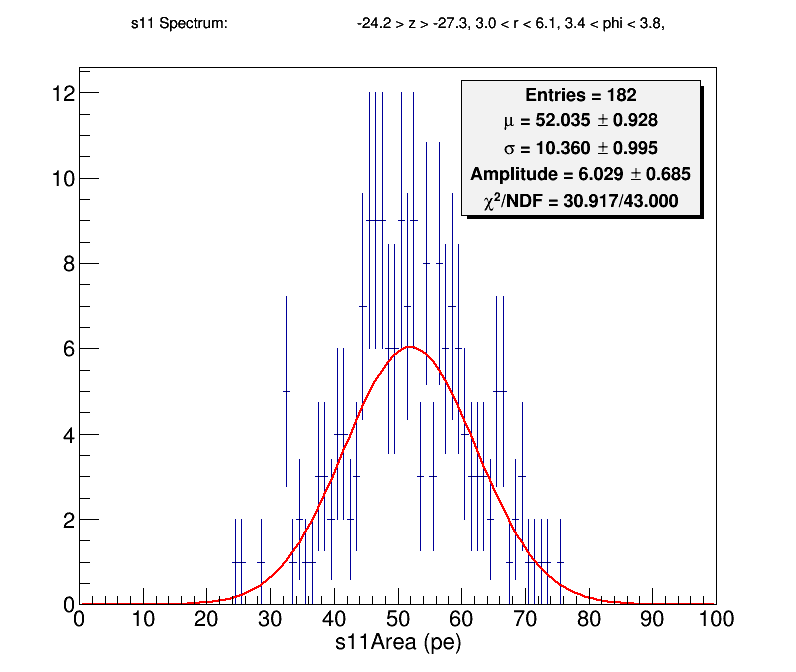 s11 Spectrum: -24.2 > z > -27.3, 3.0 < r < 6.1, 3.4 < phi < 3.8,
Entries = 182
μ = 52.035 ± 0.928
σ = 10.360 ± 0.995
Amplitude = 6.029 ± 0.685
χ²/NDF = 30.917/43.000
12
10
8
6
4
2
0
0 10 20 30 40 50 60 70 80 90 100
s11Area (pe)